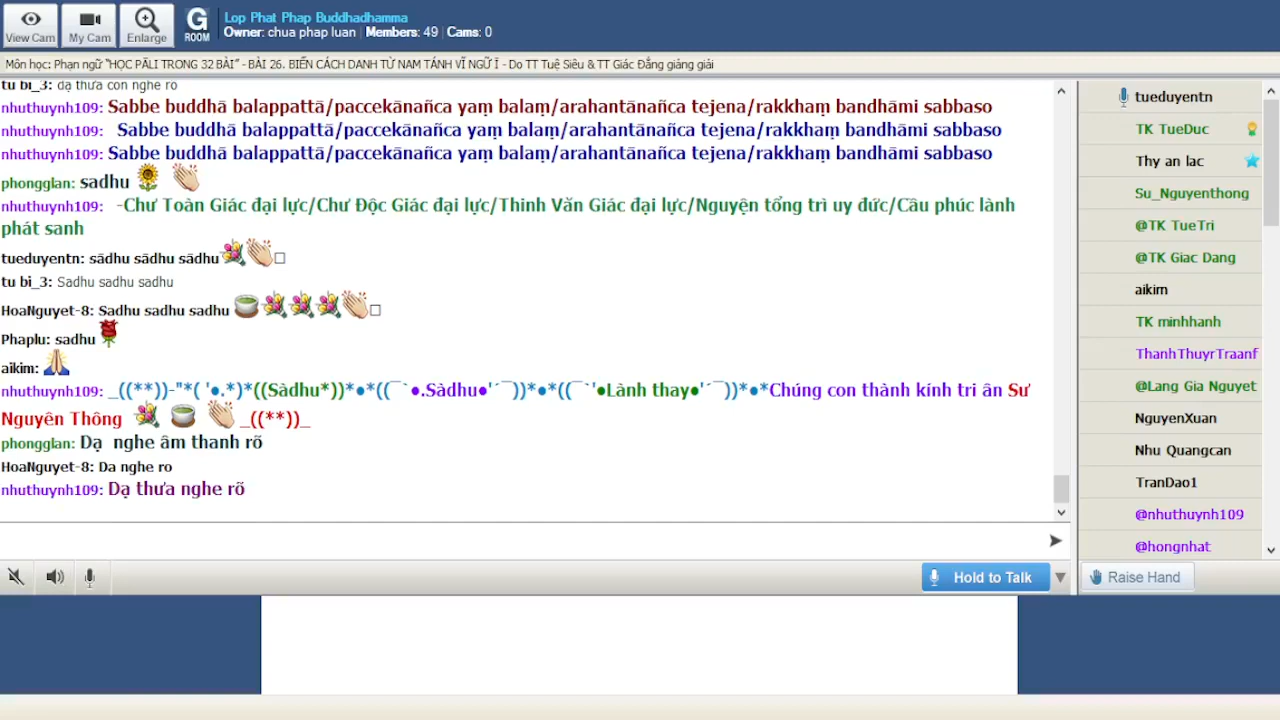 View Cam
My Cam
Enlarge
G
ROOM
Lop Phat Phap Buddhadhamma
Owner: chua phap luan | Members: 49 | Cams: 0
Môn học: Phạn ngữ "HỌC PĀLI TRONG 32 BÀI" - BÀI 26. BIẾN CÁCH DANH TỪ NAM TÁNH VĨ NGỮ Ī - Do TT Tuệ Siêu & TT Giác Đẳng giảng giải
tu bi_3: dạ thưa con nghe ro
nhuthuynh109: Sabbe buddhā balappattā/paccekānañca yaṃ balaṃ/arahantānañca tejena/rakkhaṃ bandhāmi sabbaso
nhuthuynh109: Sabbe buddhā balappattā/paccekānañca yaṃ balaṃ/arahantānañca tejena/rakkhaṃ bandhāmi sabbaso
nhuthuynh109: Sabbe buddhā balappattā/paccekānañca yaṃ balaṃ/arahantānañca tejena/rakkhaṃ bandhāmi sabbaso
phongglan: sadhu
nhuthuynh109: -Chư Toàn Giác đại lực/Chư Độc Giác đại lực/Thinh Văn Giác đại lực/Nguyện tổng trì uy đức/Cầu phúc lành
phát sanh
tueduyentn: sādhu sādhu sādhu
tu bi_3: Sadhu sadhu sadhu
HoaNguyet-8: Sadhu sadhu sadhu
Phaplu: sadhu
aikim:
nhuthuynh109: _((**))-"*( '●.*)*((Sàdhu*))*●*((¯`●.Sàdhu●'´¯))*●*((¯`'●Lành thay●'´¯))*●*Chúng con thành kính tri ân Sư
Nguyên Thông _((**))_
phongglan: Dạ nghe âm thanh rõ
HoaNguyet-8: Da nghe ro
nhuthuynh109: Dạ thưa nghe rõ
Hold to Talk
tueduyentn
TK TueDuc
Thy an lac
Su_Nguyenthong
@TK TueTri
@TK Giac Dang
aikim
TK minhhanh
ThanhThuyrTraanf
@Lang Gia Nguyet
NguyenXuan
Nhu Quangcan
TranDao1
@nhuthuynh109
@hongnhat
Raise Hand